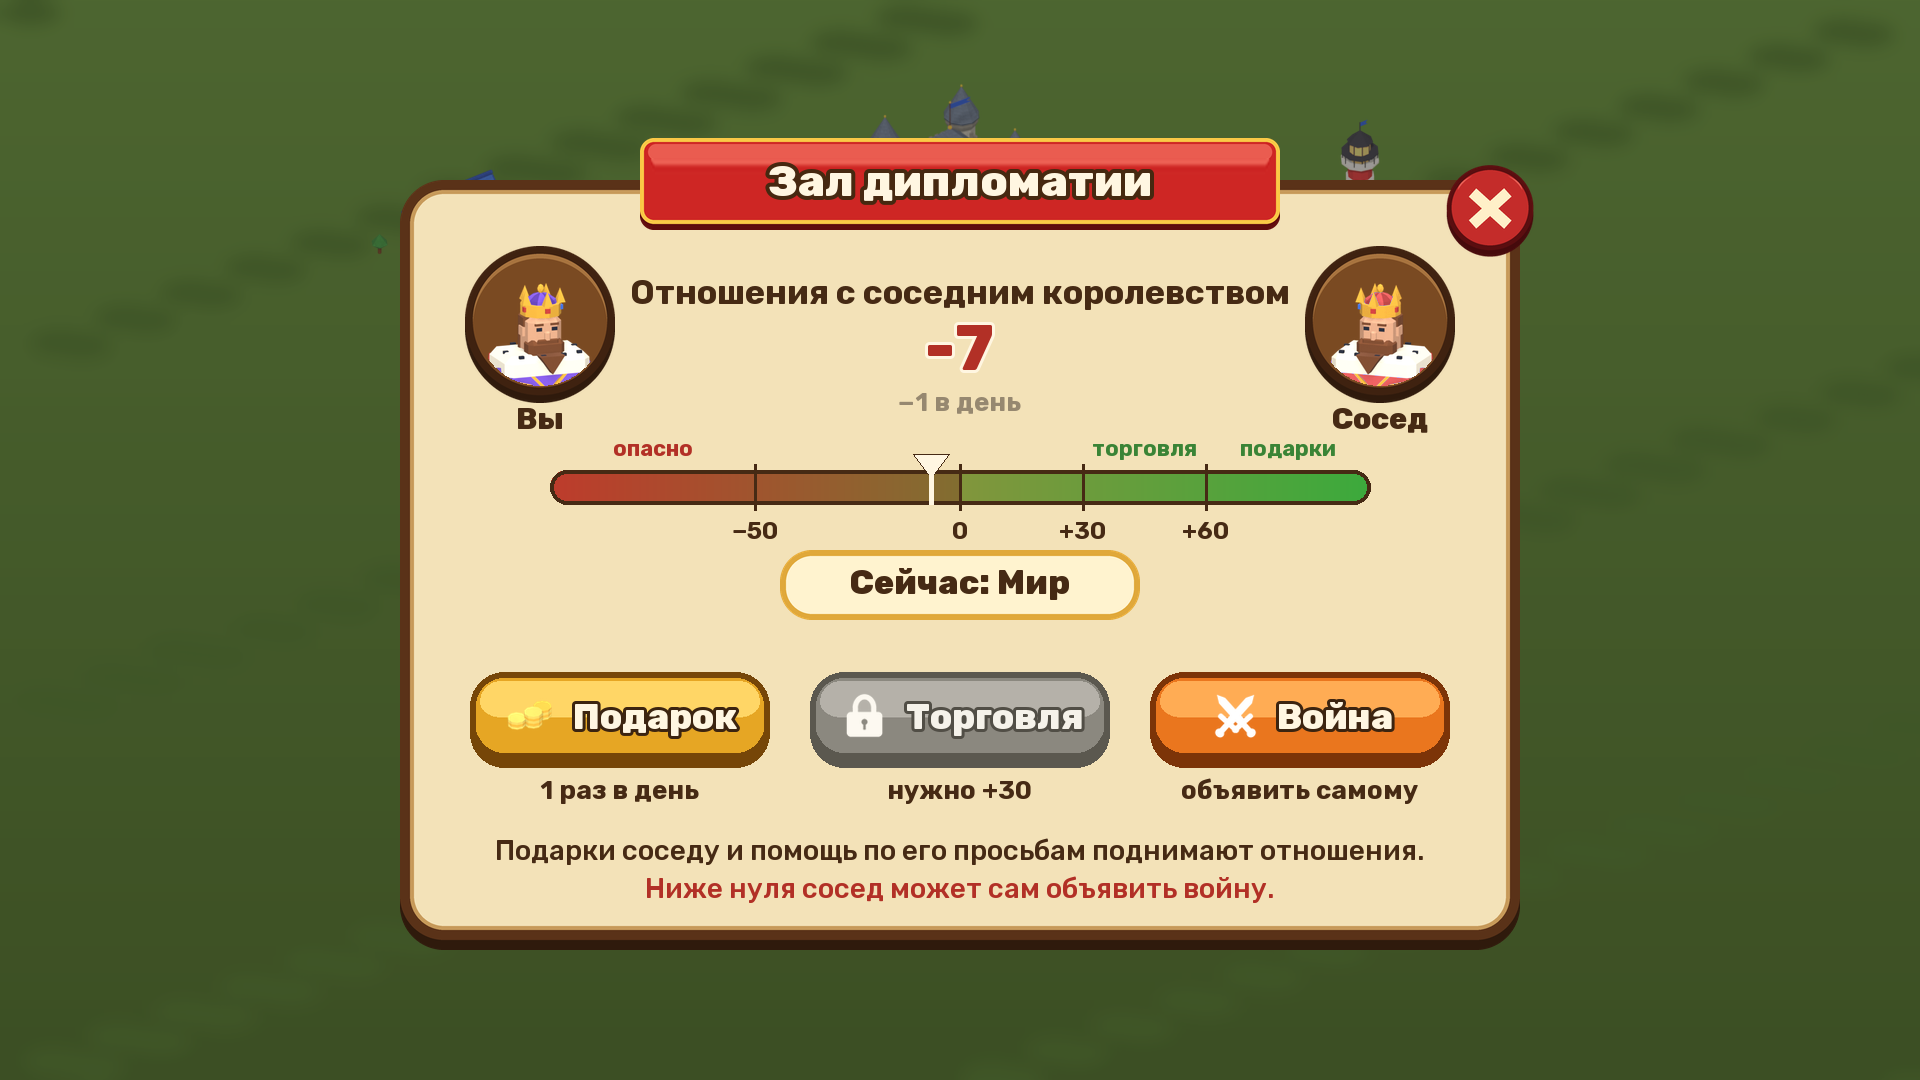 Зал дипломатии
Отношения с соседним королевством
-7
−1 в день
Вы
Сосед
опасно
торговля
подарки
−50
0
+30
+60
Сейчас: Мир
Подарок
Торговля
Война
1 раз в день
нужно +30
объявить самому
Подарки соседу и помощь по его просьбам поднимают отношения.
Ниже нуля сосед может сам объявить войну.